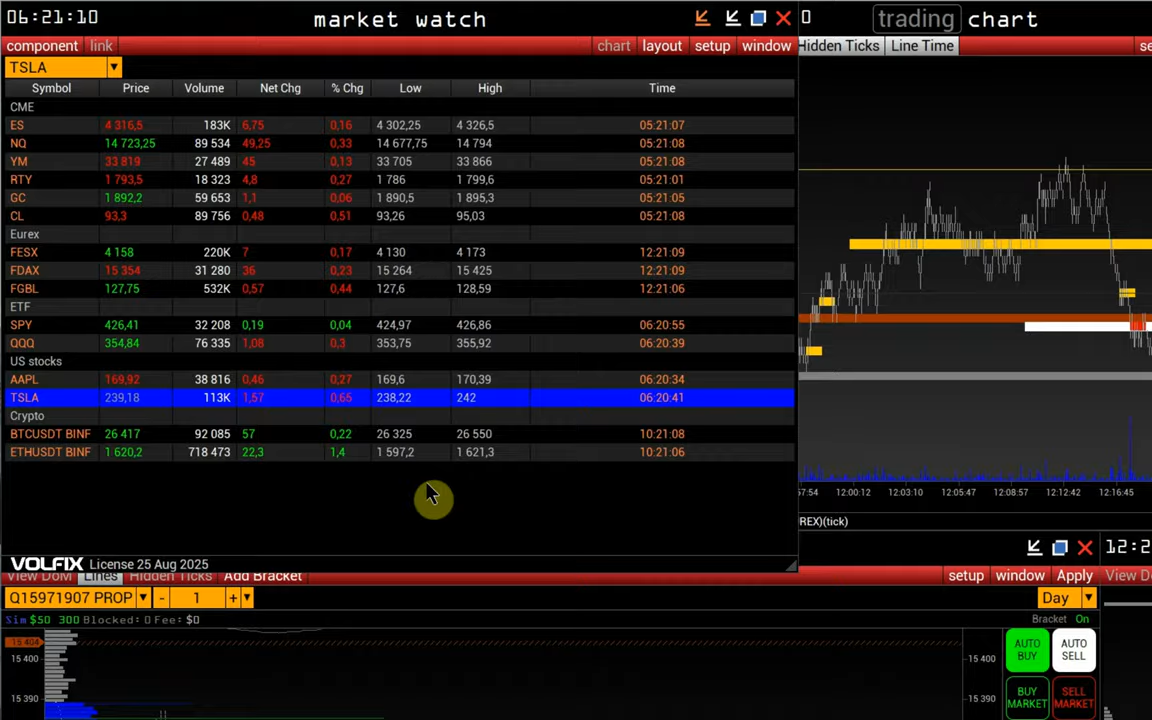 06:21:10 market watch
component link chart layout setup window
TSLA
Symbol Price Volume Net Chg % Chg Low High Time
CME
ES 4 316,5 183K 6,75 0,16 4 302,25 4 326,5 05:21:07
NQ 14 723,25 89 534 49,25 0,33 14 677,75 14 794 05:21:08
YM 33 819 27 489 45 0,13 33 705 33 866 05:21:08
RTY 1 793,5 18 323 4,8 0,27 1 786 1 799,6 05:21:01
GC 1 892,2 59 653 1,1 0,06 1 890,5 1 895,3 05:21:05
CL 93,3 89 756 0,48 0,51 93,26 95,03 05:21:08
Eurex
FESX 4 158 220K 7 0,17 4 130 4 173 12:21:09
FDAX 15 354 31 280 36 0,23 15 264 15 425 12:21:09
FGBL 127,75 532K 0,57 0,44 127,6 128,59 12:21:06
ETF
SPY 426,41 32 208 0,19 0,04 424,97 426,86 06:20:55
QQQ 354,84 76 335 1,08 0,3 353,75 355,92 06:20:39
US stocks
AAPL 169,92 38 816 0,46 0,27 169,6 170,39 06:20:34
TSLA 239,18 113K 1,57 0,65 238,22 242 06:20:41
Crypto
BTCUSDT BINF 26 417 92 085 57 0,22 26 325 26 550 10:21:08
ETHUSDT BINF 1 620,2 718 473 22,3 1,4 1 597,2 1 621,3 10:21:06
VOLFIX License 25 Aug 2025
0 trading chart
Hidden Ticks Line Time se
57:54 12:00:12 12:03:10 12:05:47 12:08:57 12:12:42 12:16:45
REX)(tick)
12:2
View DoM Lines Hidden Ticks Add Bracket setup window Apply View D
Q15971907 PROP - 1 + Day
Sim $50 300 Blocked: 0 Fee: $0 Bracket On
15 404
15 400 15 400
15 390 15 390
AUTO BUY
AUTO SELL
BUY MARKET
SELL MARKET